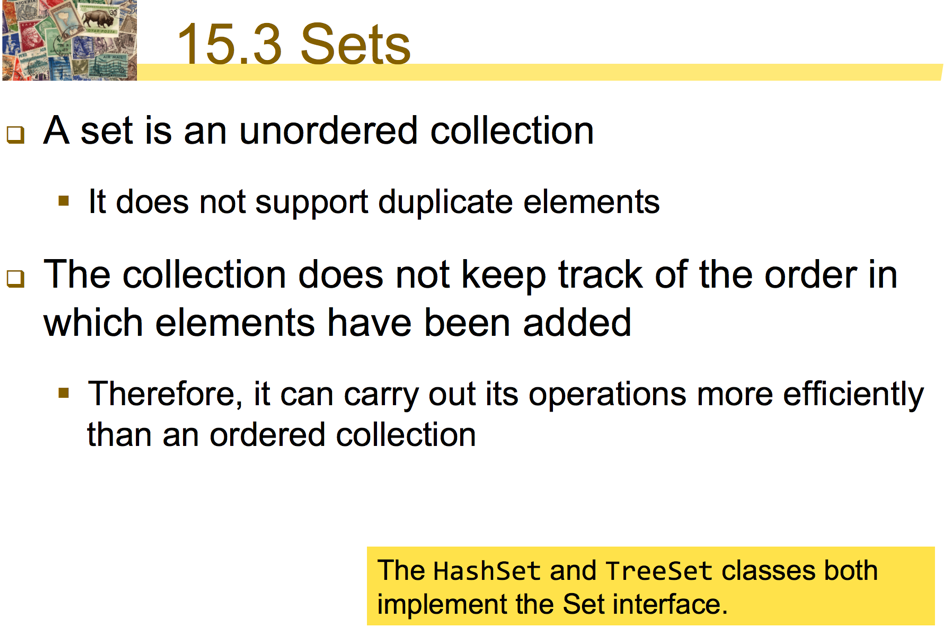 15.3 Sets
❑ A set is an unordered collection
▪ It does not support duplicate elements
❑ The collection does not keep track of the order in
which elements have been added
▪ Therefore, it can carry out its operations more efficiently
than an ordered collection
The HashSet and TreeSet classes both
implement the Set interface.